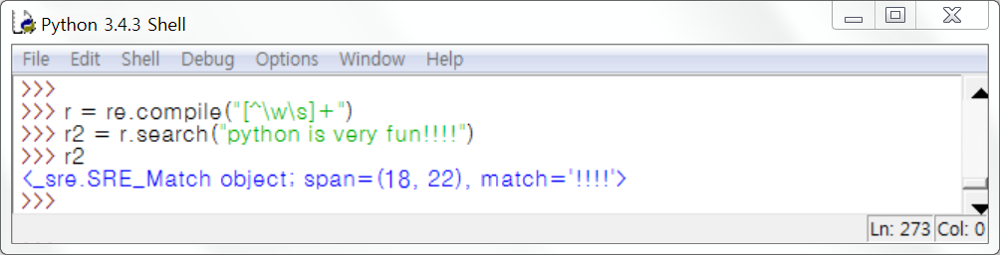 Python 3.4.3 Shell
File Edit Shell Debug Options Window Help
>>>
>>> r = re.compile("[^\w\s]+")
>>> r2 = r.search("python is very fun!!!!")
>>> r2
<_sre.SRE_Match object; span=(18, 22), match='!!!!'>
>>>
Ln: 273 Col: 0